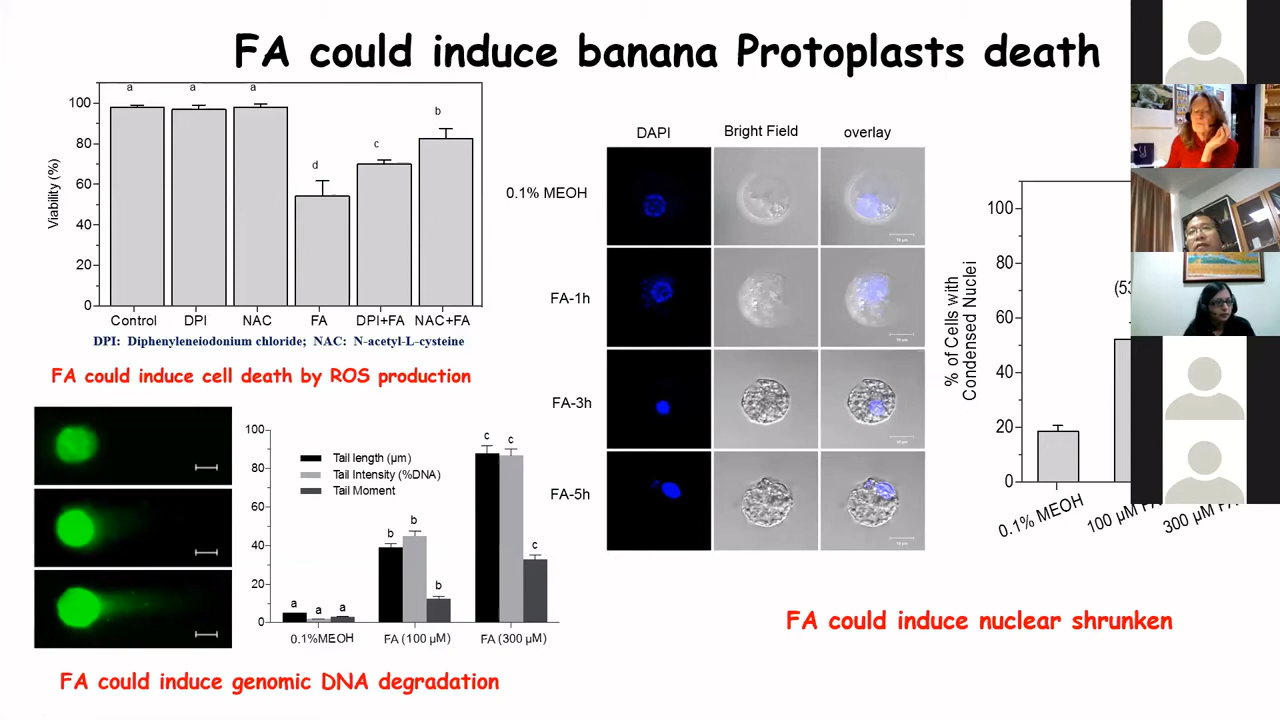 FA could induce banana Protoplasts death
Viability (%)
100
80
60
40
20
0
a
a
a
d
c
b
Control
DPI
NAC
FA
DPI+FA
NAC+FA
DPI: Diphenyleneiodonium chloride; NAC: N-acetyl-L-cysteine
FA could induce cell death by ROS production
100
80
60
40
20
0
Tail length (µm)
Tail Intensity (%DNA)
Tail Moment
a
a
a
b
b
b
c
c
c
0.1%MEOH
FA (100 µM)
FA (300 µM)
FA could induce genomic DNA degradation
DAPI
Bright Field
overlay
0.1% MEOH
FA-1h
FA-3h
FA-5h
% of Cells with
Condensed Nuclei
100
80
60
40
20
0
(53
0.1% MEOH
100 µM
300 µM
FA could induce nuclear shrunken